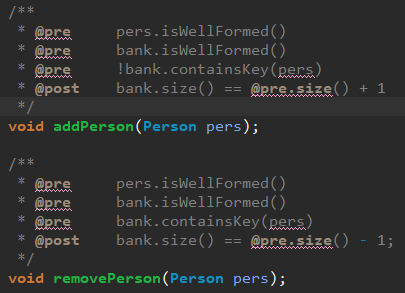 /**
 * @pre     pers.isWellFormed()
 * @pre     bank.isWellFormed()
 * @pre     !bank.containsKey(pers)
 * @post    bank.size() == @pre.size() + 1
 */
void addPerson(Person pers);

/**
 * @pre     pers.isWellFormed()
 * @pre     bank.isWellFormed()
 * @pre     bank.containsKey(pers)
 * @post    bank.size() == @pre.size() - 1;
 */
void removePerson(Person pers);